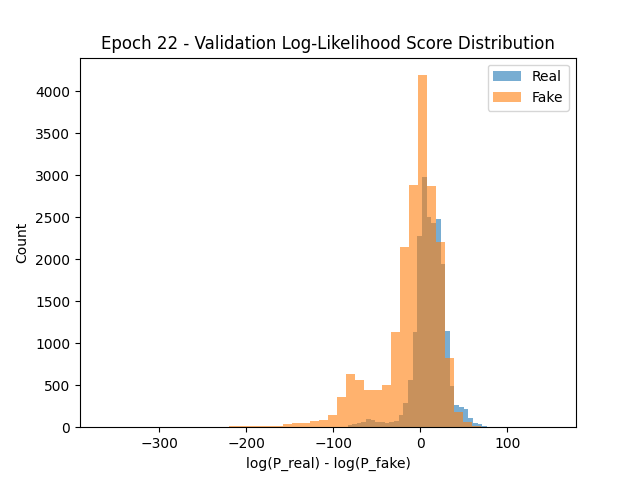 Epoch 22 - Validation Log-Likelihood Score Distribution
Real
Fake
4000
3500
3000
2500
2000
1500
1000
500
0
Count
−300
−200
−100
0
100
log(P_real) - log(P_fake)